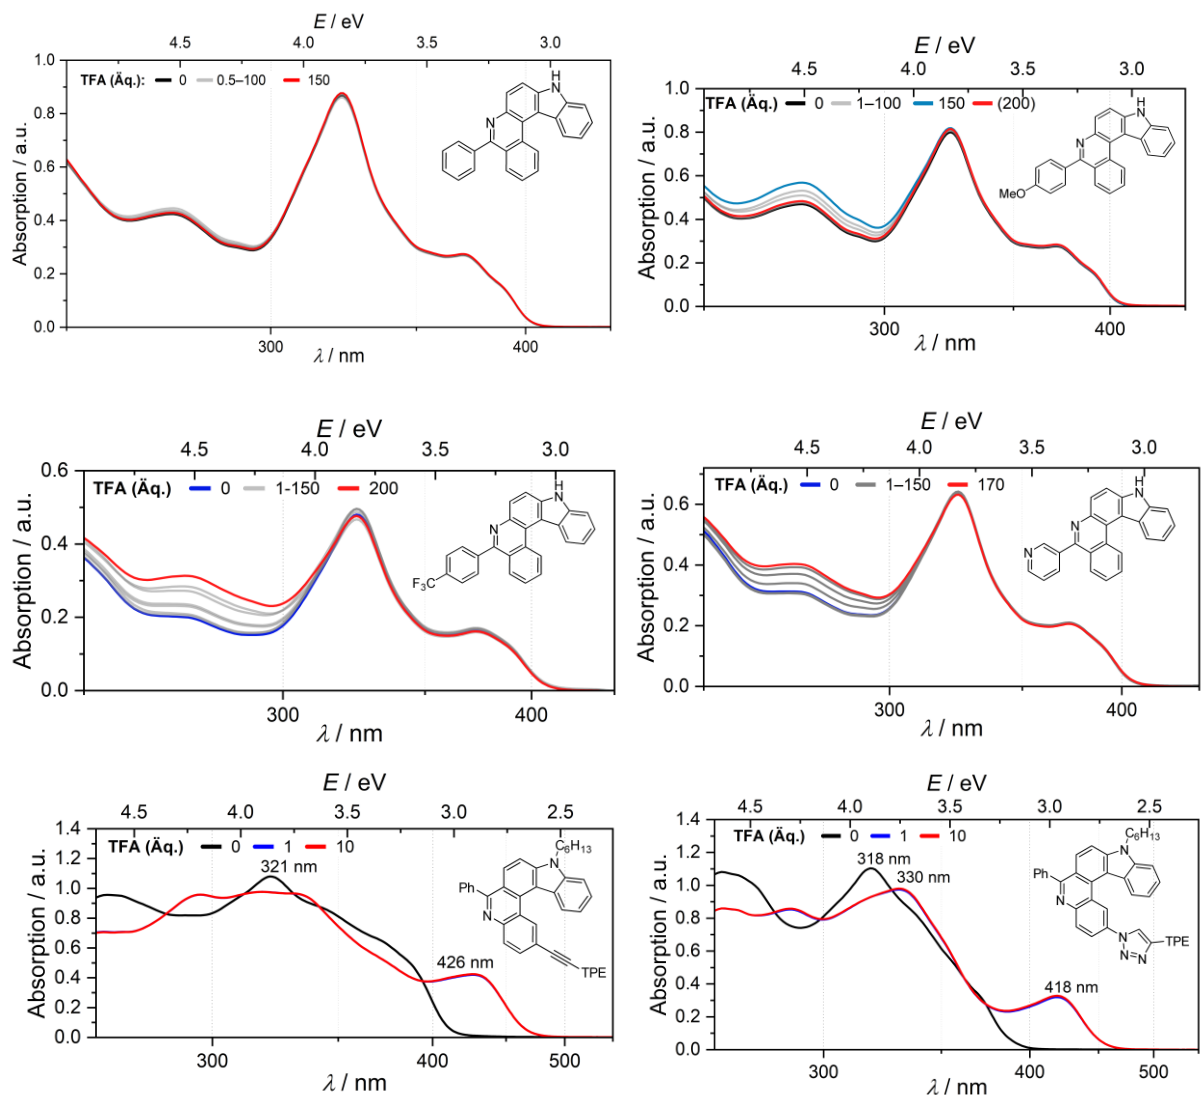 E / eV
4.5 4.0 3.5 3.0
TFA (Äq.): 0 0.5–100 150
Absorption / a.u.
1.0
0.8
0.6
0.4
0.2
0.0
H
N
N
300 400
λ / nm
E / eV
4.5 4.0 3.5 3.0
TFA (Äq.) 0 1–100 150 (200)
Absorption / a.u.
1.0
0.8
0.6
0.4
0.2
0.0
H
N
N
MeO
300 400
λ / nm
E / eV
4.5 4.0 3.5 3.0
TFA (Äq.) 0 1-150 200
Absorption / a.u.
0.6
0.4
0.2
0.0
H
N
N
F3C
300 400
λ / nm
E / eV
4.5 4.0 3.5 3.0
TFA (Äq.) 0 1–150 170
Absorption / a.u.
0.6
0.4
0.2
0.0
H
N
N
N
300 400
λ / nm
E / eV
4.5 4.0 3.5 3.0 2.5
TFA (Äq.) 0 1 10
Absorption / a.u.
1.4
1.2
1.0
0.8
0.6
0.4
0.2
0.0
321 nm
426 nm
C6H13
N
Ph
N
TPE
300 400 500
λ / nm
E / eV
4.5 4.0 3.5 3.0 2.5
TFA (Äq.) 0 1 10
Absorption / a.u.
1.4
1.2
1.0
0.8
0.6
0.4
0.2
0.0
318 nm
330 nm
418 nm
C6H13
N
Ph
N
N
N=N
TPE
300 400 500
λ / nm